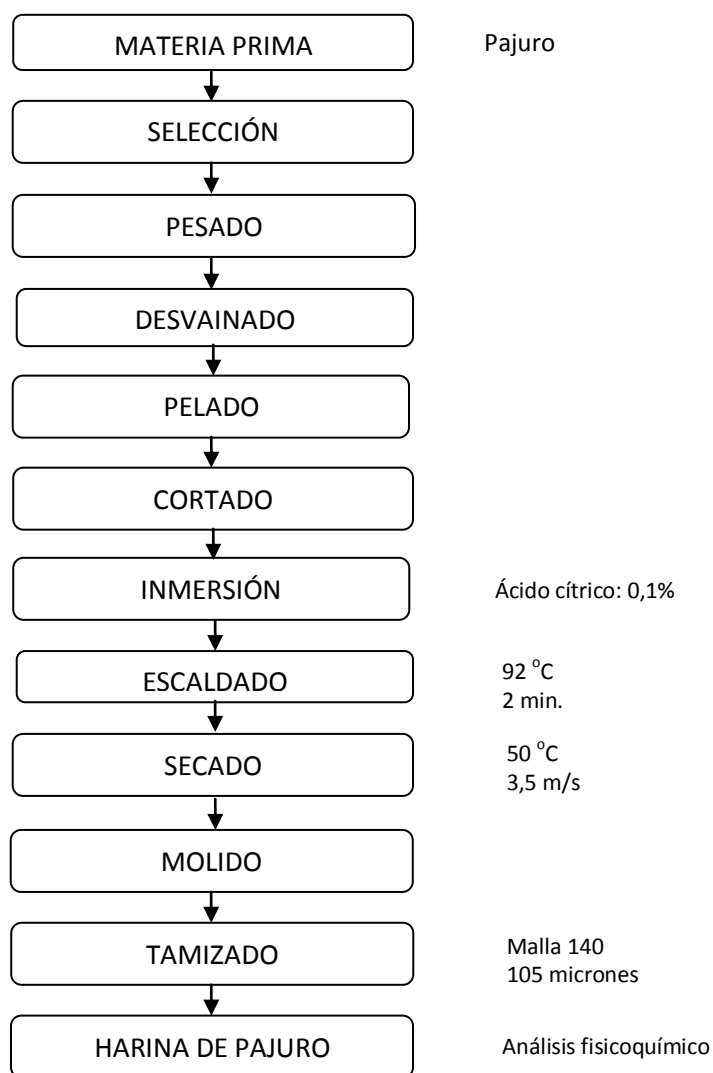 MATERIA PRIMA
Pajuro
SELECCIÓN
PESADO
DESVAINADO
PELADO
CORTADO
INMERSIÓN
Ácido cítrico: 0,1%
ESCALDADO
92 °C
2 min.
SECADO
50 °C
3,5 m/s
MOLIDO
TAMIZADO
Malla 140
105 micrones
HARINA DE PAJURO
Análisis fisicoquímico